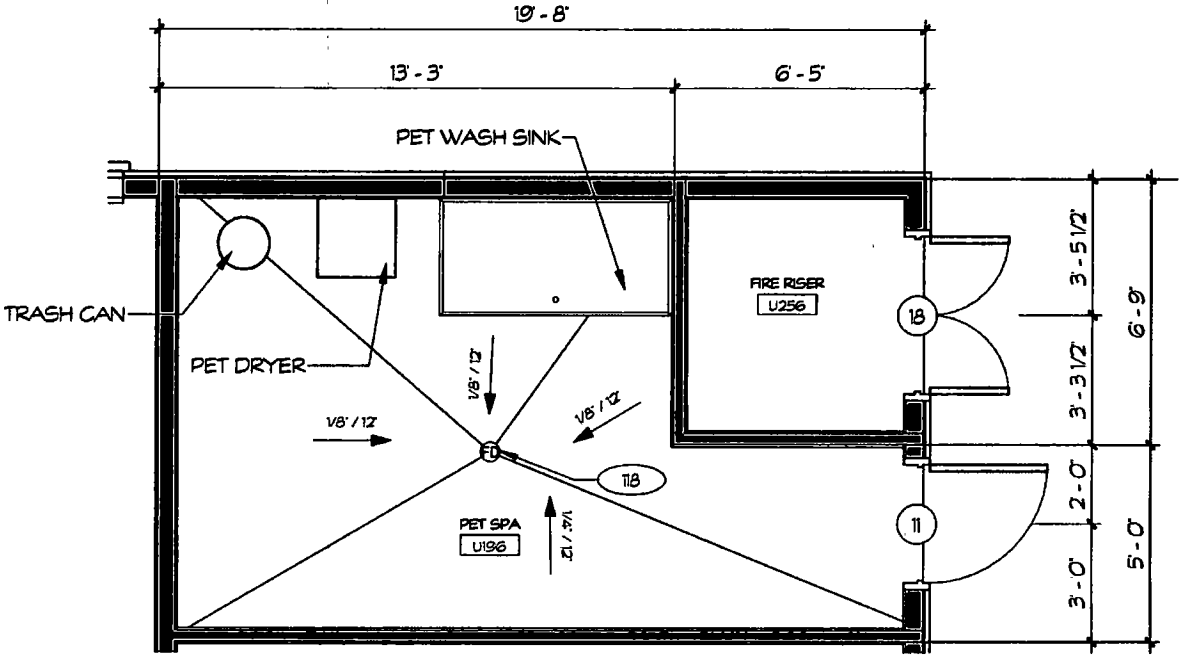 19'-8"
13'-3"
6'-5"
PET WASH SINK
3'-5 1/2"
FIRE RISER
U256
18
6'-9"
TRASH CAN
PET DRYER
1/8" / 12"
3'-3 1/2"
1/8" / 12"
1/8" / 12"
FD
118
2'-0"
PET SPA
U196
1/4" / 12"
11
5'-0"
3'-0"